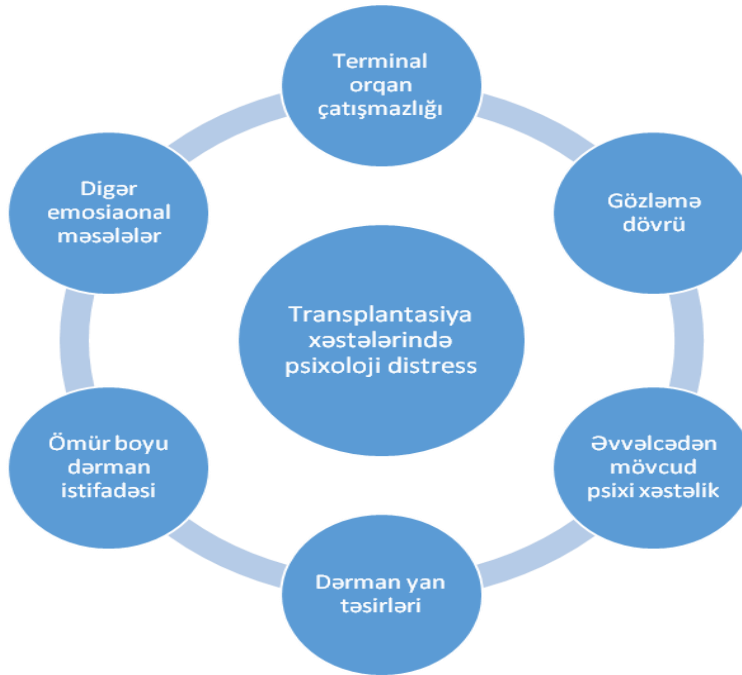 Terminal
orqan
çatışmazlığı
Gözləmə
dövrü
Əvvəlcədən
mövcud
psixi xəstəlik
Dərman yan
təsirləri
Ömür boyu
dərman
istifadəsi
Digər
emosiaonal
məsələlər
Transplantasiya
xəstələrində
psixoloji distress